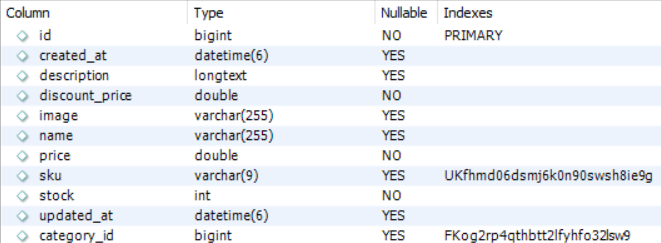 Column Type Nullable Indexes
id bigint NO PRIMARY
created_at datetime(6) YES
description longtext YES
discount_price double NO
image varchar(255) YES
name varchar(255) YES
price double NO
sku varchar(9) YES UKfhmd06dsmj6k0n90swsh8ie9g
stock int NO
updated_at datetime(6) YES
category_id bigint YES FKog2rp4qthbtt2lfyhfo32lsw9